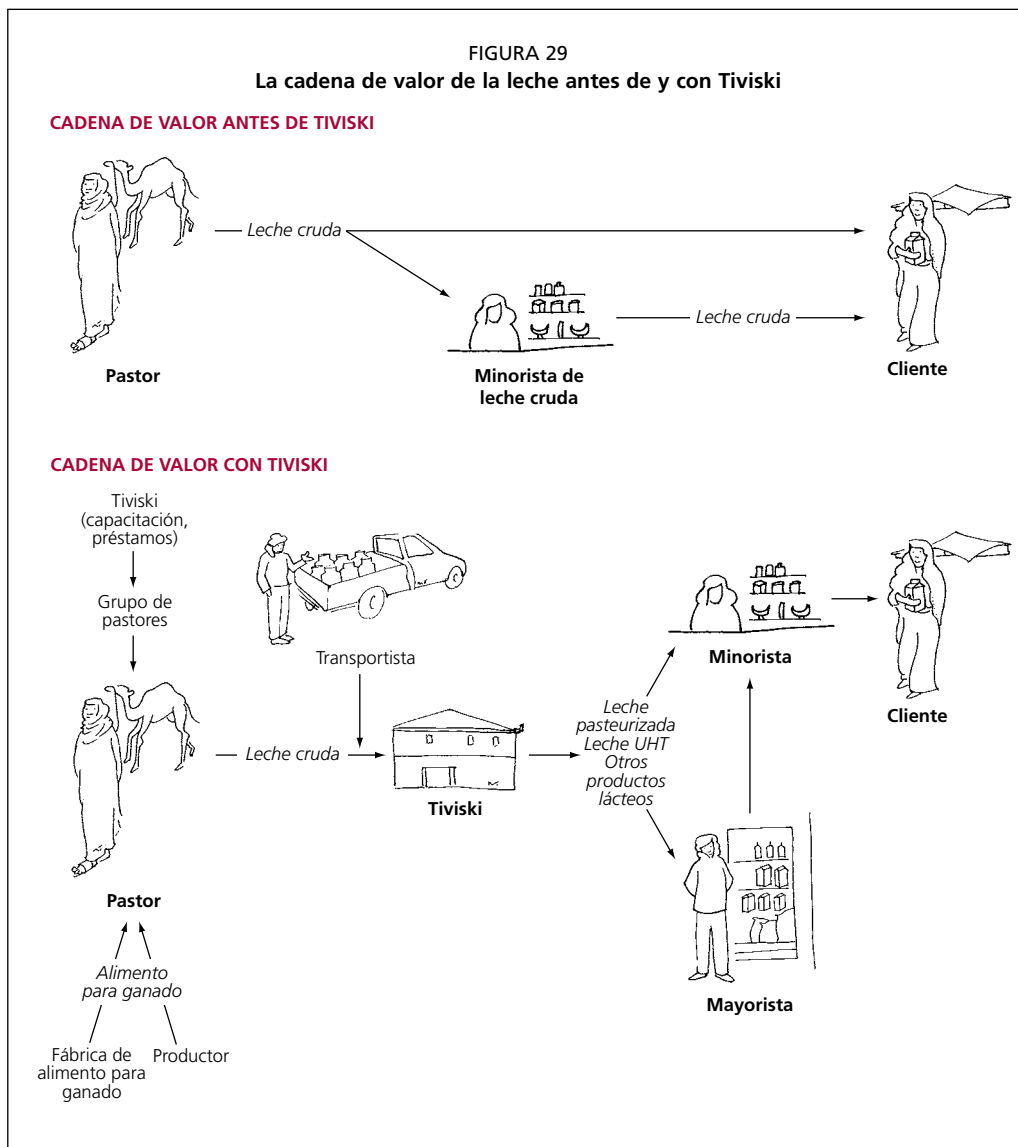 FIGURA 29
La cadena de valor de la leche antes de y con Tiviski
CADENA DE VALOR ANTES DE TIVISKI
Leche cruda
Leche cruda
Pastor
Minorista de
leche cruda
Cliente
CADENA DE VALOR CON TIVISKI
Tiviski
(capacitación,
préstamos)
Grupo de
pastores
Transportista
Minorista
Cliente
Leche cruda
Tiviski
Leche
pasteurizada
Leche UHT
Otros
productos
lácteos
Pastor
Alimento
para ganado
Mayorista
Fábrica de
alimento para
ganado
Productor